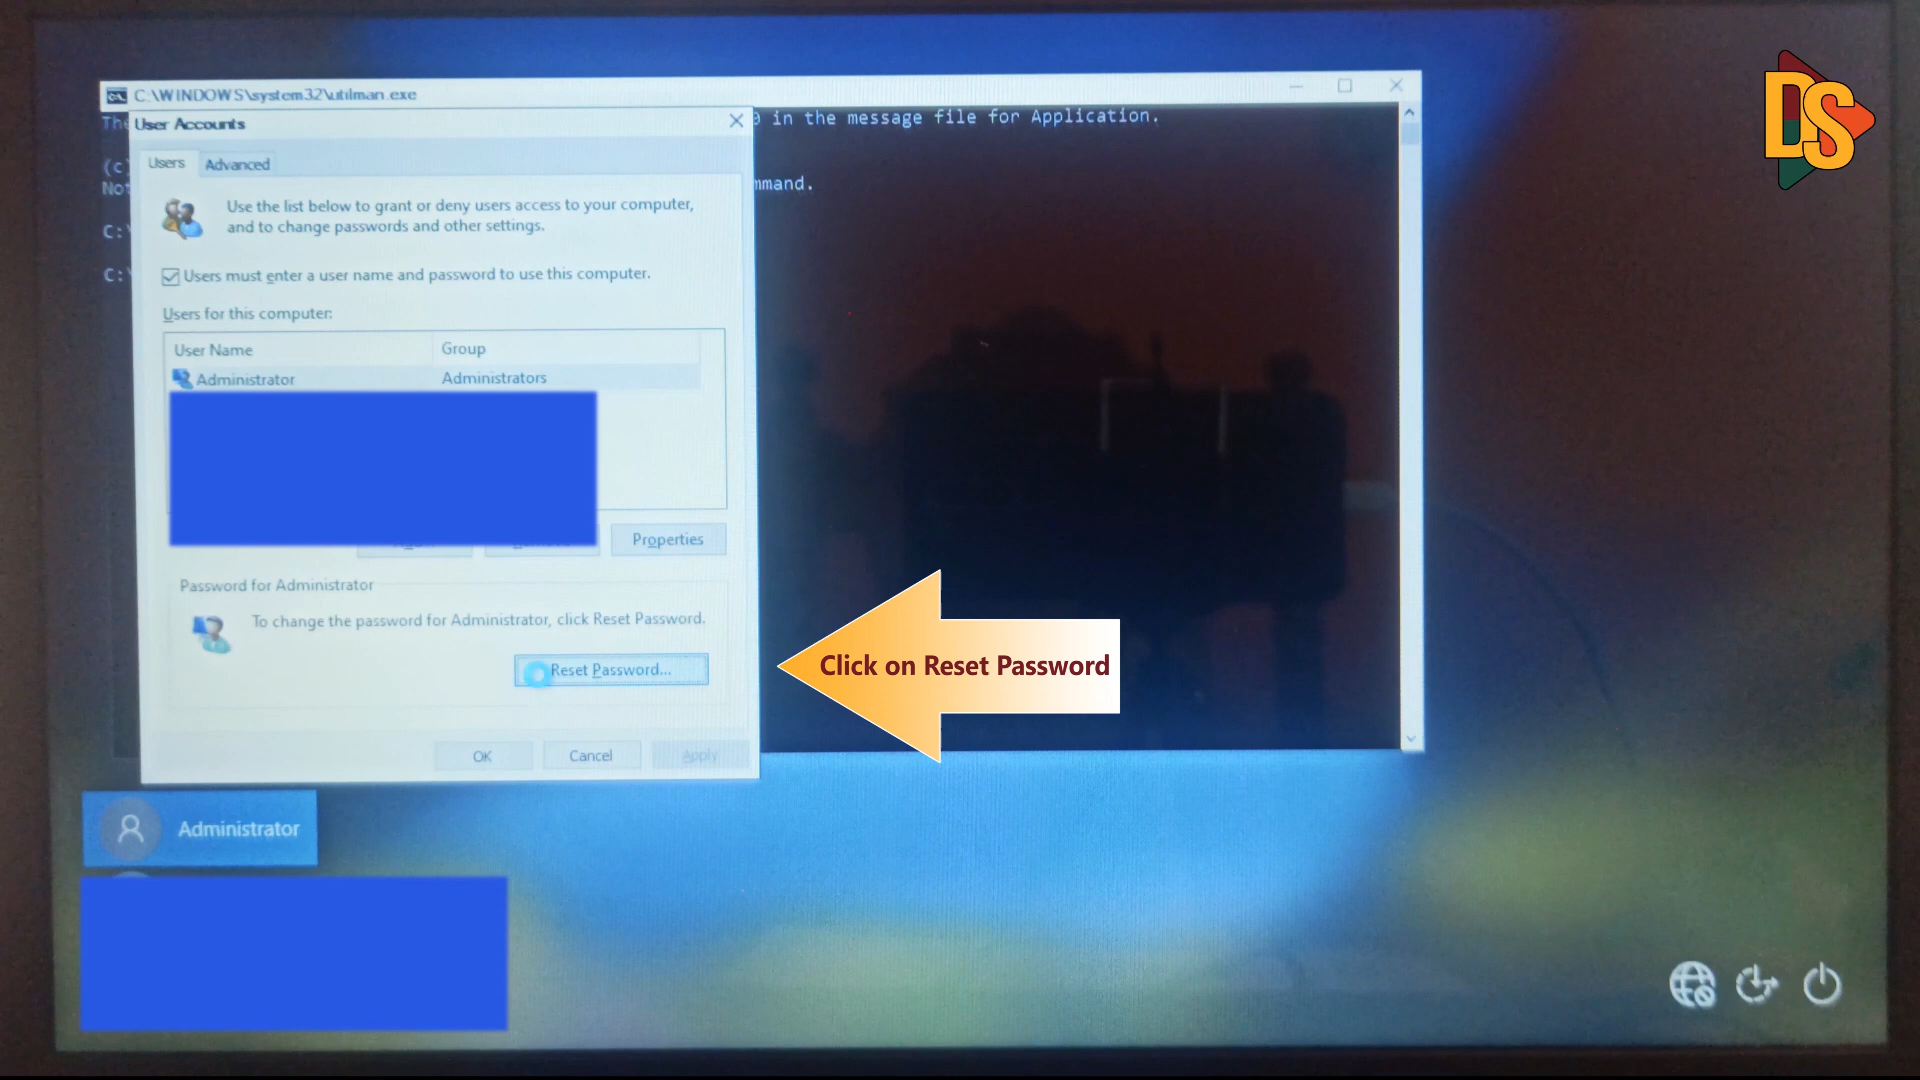 C:\WINDOWS\system32\utilman.exe
User Accounts
in the message file for Application.
Users
Advanced
(c)
Use the list below to grant or deny users access to your computer,
and to change passwords and other settings.
C:\
Users must enter a user name and password to use this computer.
C:\
Users for this computer:
User Name
Group
Administrator
Administrators
Properties
Password for Administrator
To change the password for Administrator, click Reset Password.
Reset Password...
Click on Reset Password
OK
Cancel
Apply
Administrator
DS